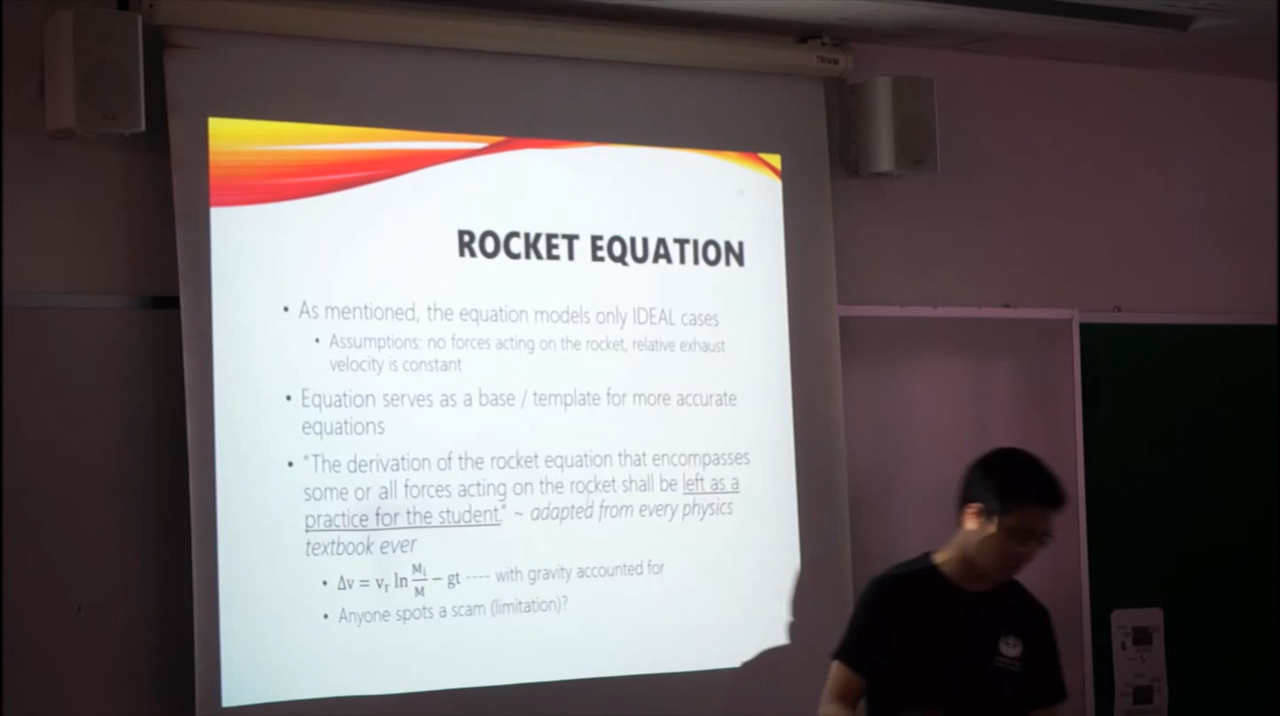 ROCKET EQUATION
• As mentioned, the equation models only IDEAL cases
• Assumptions: no forces acting on the rocket, relative exhaust
velocity is constant
• Equation serves as a base / template for more accurate
equations
• "The derivation of the rocket equation that encompasses
some or all forces acting on the rocket shall be left as a
practice for the student." ~ adapted from every physics
textbook ever
• Δv = vᵣ ln Mᵢ/M − gt ---- with gravity accounted for
• Anyone spots a scam (limitation)?